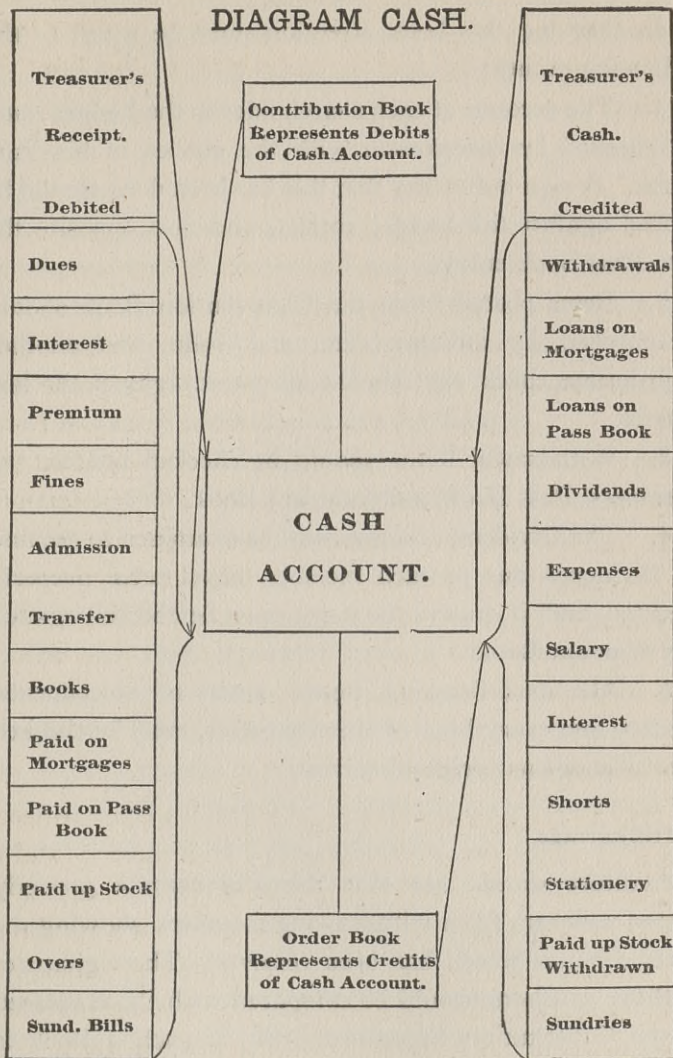 DIAGRAM CASH.
Treasurer's
Receipt.
Debited
Dues
Interest
Premium
Fines
Admission
Transfer
Books
Paid on
Mortgages
Paid on Pass
Book
Paid up Stock
Overs
Sund. Bills
Contribution Book
Represents Debits
of Cash Account.
CASH
ACCOUNT.
Order Book
Represents Credits
of Cash Account.
Treasurer's
Cash.
Credited
Withdrawals
Loans on
Mortgages
Loans on
Pass Book
Dividends
Expenses
Salary
Interest
Shorts
Stationery
Paid up Stock
Withdrawn
Sundries